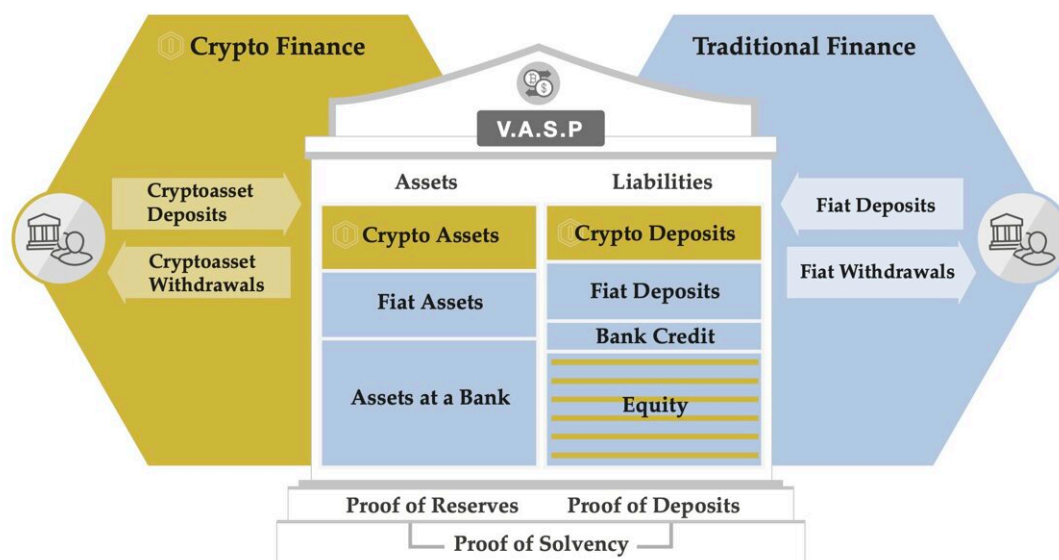 Crypto Finance
Traditional Finance
V.A.S.P
Assets
Liabilities
Cryptoasset
Deposits
Cryptoasset
Withdrawals
Crypto Assets
Fiat Assets
Assets at a Bank
Crypto Deposits
Fiat Deposits
Bank Credit
Equity
Fiat Deposits
Fiat Withdrawals
Proof of Reserves
Proof of Deposits
Proof of Solvency